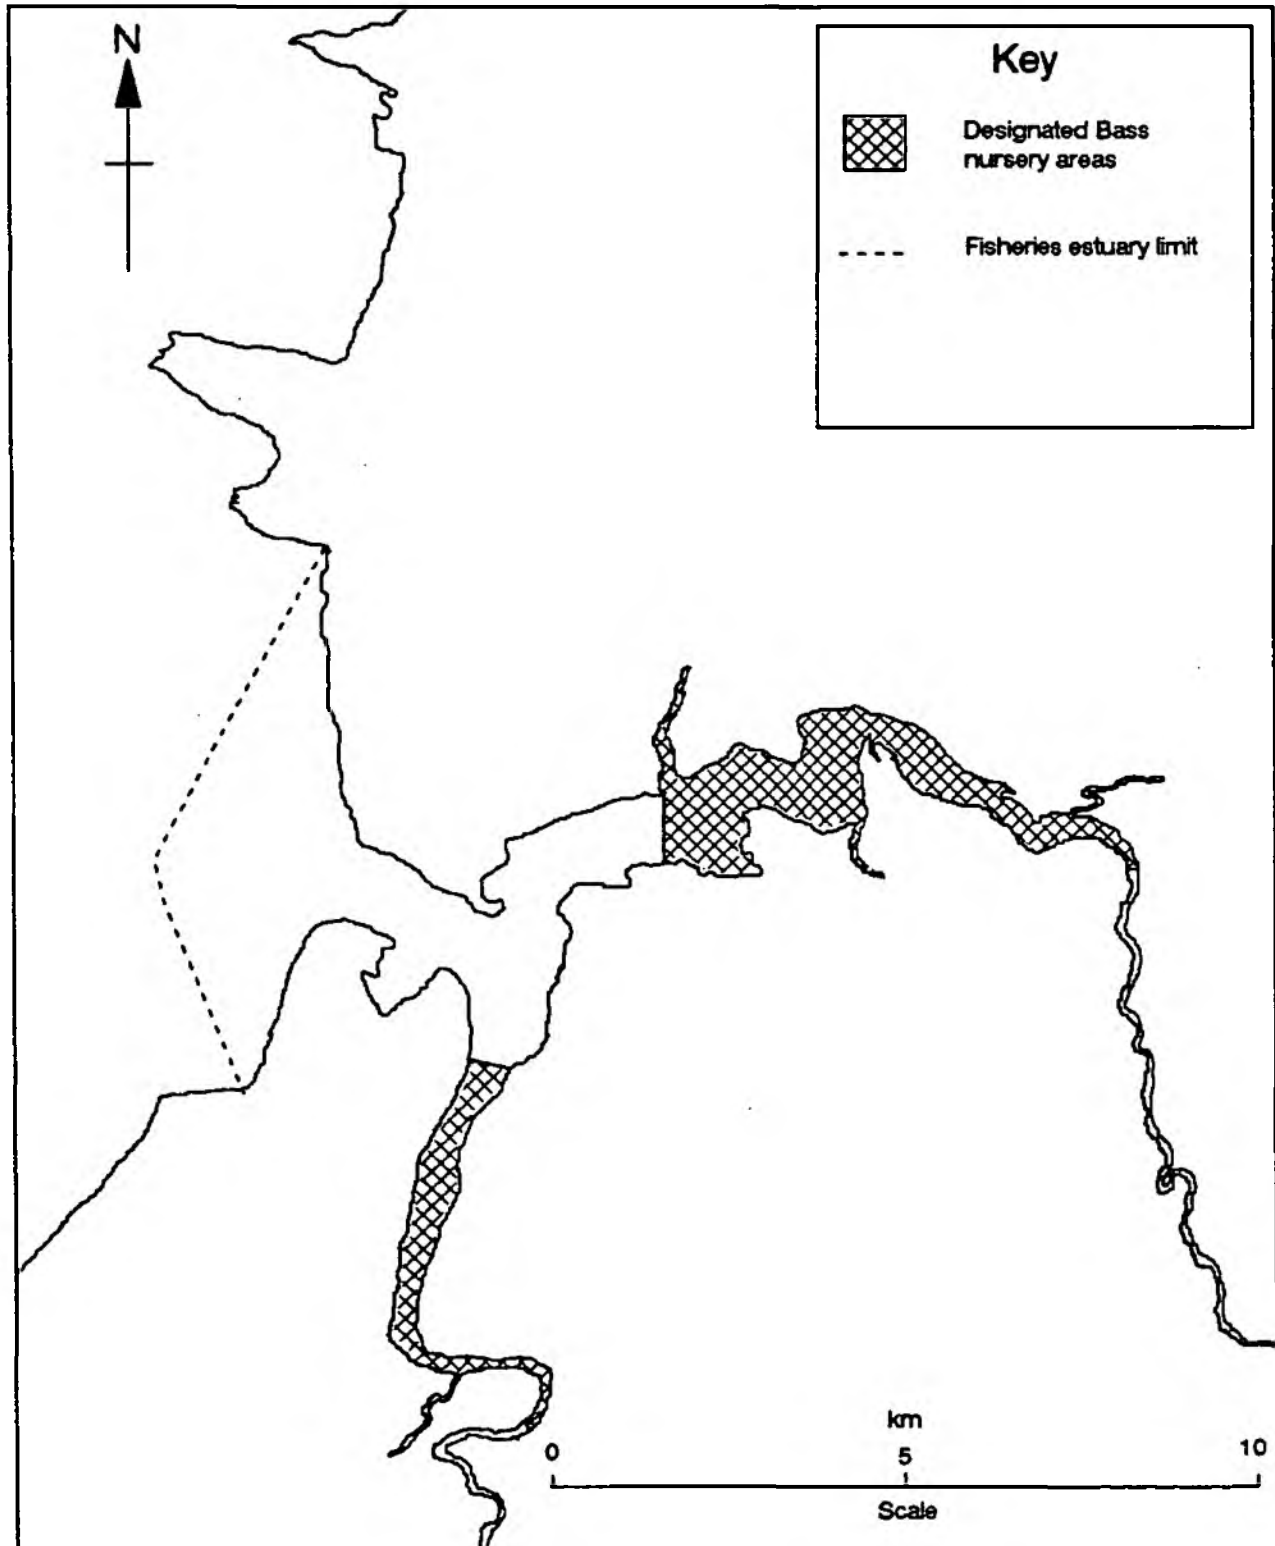 N
Key
Designated Bass
nursery areas
Fisheries estuary limit
km
0 5 10
Scale